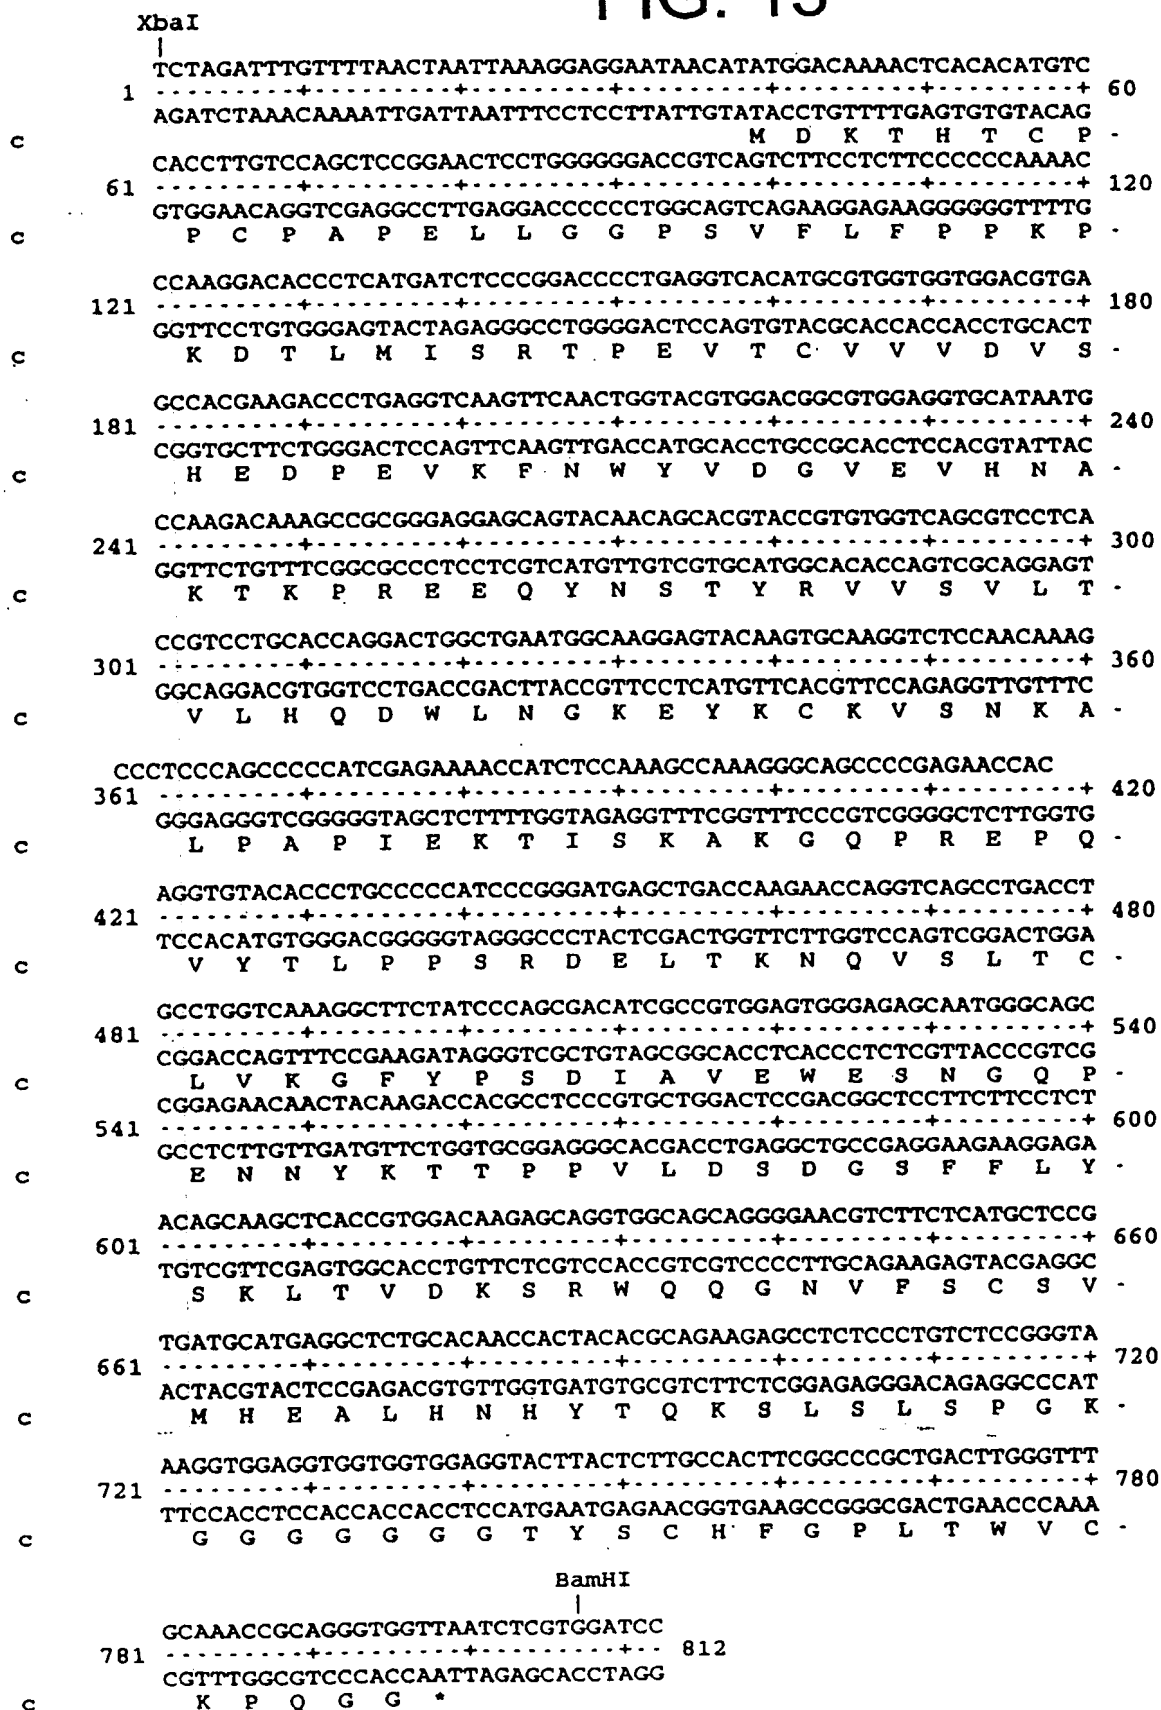 FIG. 15
XbaI
|
TCTAGATTTGTTTTAACTAATTAAAGGAGGAATAACATATGGACAAAACTCACACATGTC
1 ---------+---------+---------+---------+---------+---------+ 60
AGATCTAAACAAAATTGATTAATTTCCTCCTTATTGTATACCTGTTTTGAGTGTGTACAG
c M D K T H T C P -
CACCTTGTCCAGCTCCGGAACTCCTGGGGGGACCGTCAGTCTTCCTCTTCCCCCCAAAAC
61 ---------+---------+---------+---------+---------+---------+ 120
GTGGAACAGGTCGAGGCCTTGAGGACCCCCCTGGCAGTCAGAAGGAGAAGGGGGGTTTTG
c P C P A P E L L G G P S V F L F P P K P -
CCAAGGACACCCTCATGATCTCCCGGACCCCTGAGGTCACATGCGTGGTGGTGGACGTGA
121 ---------+---------+---------+---------+---------+---------+ 180
GGTTCCTGTGGGAGTACTAGAGGGCCTGGGGACTCCAGTGTACGCACCACCACCTGCACT
c K D T L M I S R T P E V T C V V V D V S -
GCCACGAAGACCCTGAGGTCAAGTTCAACTGGTACGTGGACGGCGTGGAGGTGCATAATG
181 ---------+---------+---------+---------+---------+---------+ 240
CGGTGCTTCTGGGACTCCAGTTCAAGTTGACCATGCACCTGCCGCACCTCCACGTATTAC
c H E D P E V K F N W Y V D G V E V H N A -
CCAAGACAAAGCCGCGGGAGGAGCAGTACAACAGCACGTACCGTGTGGTCAGCGTCCTCA
241 ---------+---------+---------+---------+---------+---------+ 300
GGTTCTGTTTCGGCGCCCTCCTCGTCATGTTGTCGTGCATGGCACACCAGTCGCAGGAGT
c K T K P R E E Q Y N S T Y R V V S V L T -
CCGTCCTGCACCAGGACTGGCTGAATGGCAAGGAGTACAAGTGCAAGGTCTCCAACAAAG
301 ---------+---------+---------+---------+---------+---------+ 360
GGCAGGACGTGGTCCTGACCGACTTACCGTTCCTCATGTTCACGTTCCAGAGGTTGTTTC
c V L H Q D W L N G K E Y K C K V S N K A -
CCCTCCCAGCCCCCATCGAGAAAACCATCTCCAAAGCCAAAGGGCAGCCCCGAGAACCAC
361 ---------+---------+---------+---------+---------+---------+ 420
GGGAGGGTCGGGGGTAGCTCTTTTGGTAGAGGTTTCGGTTTCCCGTCGGGGCTCTTGGTG
c L P A P I E K T I S K A K G Q P R E P Q -
AGGTGTACACCCTGCCCCCATCCCGGGATGAGCTGACCAAGAACCAGGTCAGCCTGACCT
421 ---------+---------+---------+---------+---------+---------+ 480
TCCACATGTGGGACGGGGGTAGGGCCCTACTCGACTGGTTCTTGGTCCAGTCGGACTGGA
c V Y T L P P S R D E L T K N Q V S L T C -
GCCTGGTCAAAGGCTTCTATCCCAGCGACATCGCCGTGGAGTGGGAGAGCAATGGGCAGC
481 ---------+---------+---------+---------+---------+---------+ 540
CGGACCAGTTTCCGAAGATAGGGTCGCTGTAGCGGCACCTCACCCTCTCGTTACCCGTCG
c L V K G F Y P S D I A V E W E S N G Q P -
CGGAGAACAACTACAAGACCACGCCTCCCGTGCTGGACTCCGACGGCTCCTTCTTCCTCT
541 ---------+---------+---------+---------+---------+---------+ 600
GCCTCTTGTTGATGTTCTGGTGCGGAGGGCACGACCTGAGGCTGCCGAGGAAGAAGGAGA
c E N N Y K T T P P V L D S D G S F F L Y -
ACAGCAAGCTCACCGTGGACAAGAGCAGGTGGCAGCAGGGGAACGTCTTCTCATGCTCCG
601 ---------+---------+---------+---------+---------+---------+ 660
TGTCGTTCGAGTGGCACCTGTTCTCGTCCACCGTCGTCCCCTTGCAGAAGAGTACGAGGC
c S K L T V D K S R W Q Q G N V F S C S V -
TGATGCATGAGGCTCTGCACAACCACTACACGCAGAAGAGCCTCTCCCTGTCTCCGGGTA
661 ---------+---------+---------+---------+---------+---------+ 720
ACTACGTACTCCGAGACGTGTTGGTGATGTGCGTCTTCTCGGAGAGGGACAGAGGCCCAT
c M H E A L H N H Y T Q K S L S L S P G K -
AAGGTGGAGGTGGTGGTGGAGGTACTTACTCTTGCCACTTCGGCCCGCTGACTTGGGTTT
721 ---------+---------+---------+---------+---------+---------+ 780
TTCCACCTCCACCACCACCTCCATGAATGAGAACGGTGAAGCCGGGCGACTGAACCCAAA
c G G G G G G G T Y S C H F G P L T W V C -
BamHI
|
GCAAACCGCAGGGTGGTTAATCTCGTGGATCC
781 ---------+---------+---------+-- 812
CGTTTGGCGTCCCACCAATTAGAGCACCTAGG
c K P Q G G *